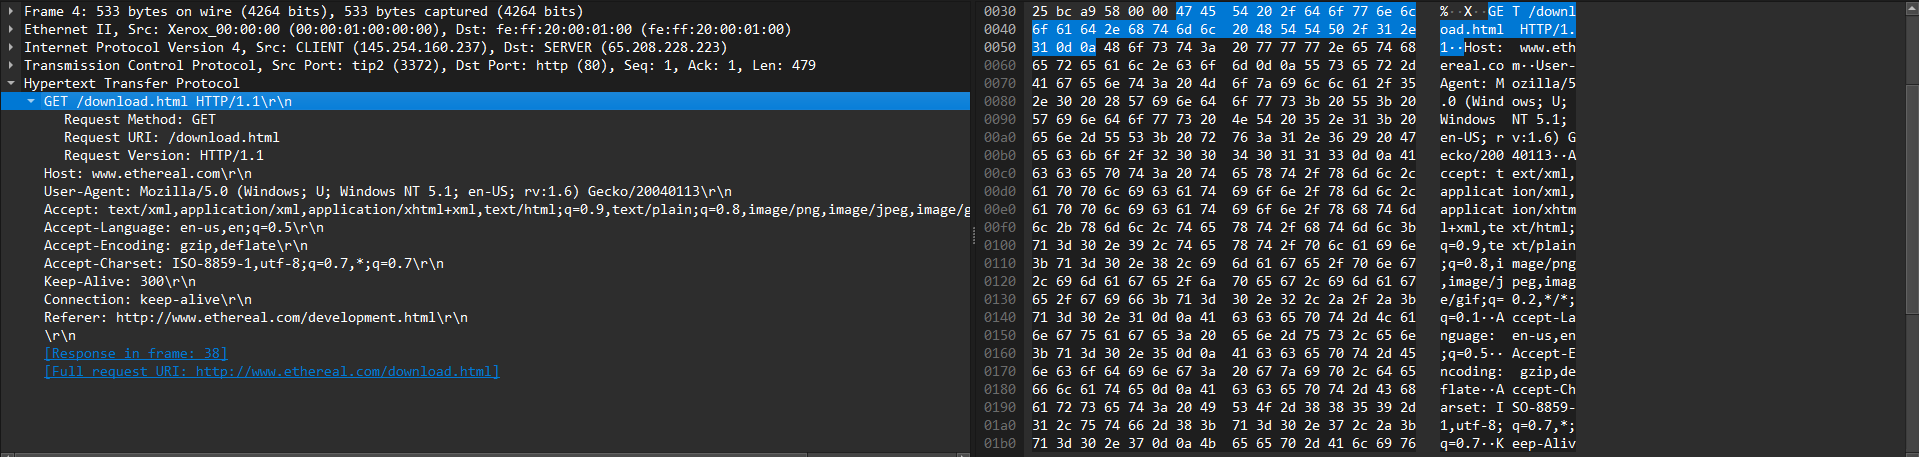 Frame 4: 533 bytes on wire (4264 bits), 533 bytes captured (4264 bits)
Ethernet II, Src: Xerox_00:00:00 (00:00:01:00:00:00), Dst: fe:ff:20:00:01:00 (fe:ff:20:00:01:00)
Internet Protocol Version 4, Src: CLIENT (145.254.160.237), Dst: SERVER (65.208.228.223)
Transmission Control Protocol, Src Port: tip2 (3372), Dst Port: http (80), Seq: 1, Ack: 1, Len: 479
Hypertext Transfer Protocol
GET /download.html HTTP/1.1\r\n
Request Method: GET
Request URI: /download.html
Request Version: HTTP/1.1
Host: www.ethereal.com\r\n
User-Agent: Mozilla/5.0 (Windows; U; Windows NT 5.1; en-US; rv:1.6) Gecko/20040113\r\n
Accept: text/xml,application/xml,application/xhtml+xml,text/html;q=0.9,text/plain;q=0.8,image/png,image/jpeg,image/g
Accept-Language: en-us,en;q=0.5\r\n
Accept-Encoding: gzip,deflate\r\n
Accept-Charset: ISO-8859-1,utf-8;q=0.7,*;q=0.7\r\n
Keep-Alive: 300\r\n
Connection: keep-alive\r\n
Referer: http://www.ethereal.com/development.html\r\n
\r\n
[Response in frame: 38]
[Full request URI: http://www.ethereal.com/download.html]
0030 25 bc a9 58 00 00 47 45 54 20 2f 64 6f 77 6e 6c %··X··GE T /downl
0040 6f 61 64 2e 68 74 6d 6c 20 48 54 54 50 2f 31 2e oad.html HTTP/1.
0050 31 0d 0a 48 6f 73 74 3a 20 77 77 77 2e 65 74 68 1··Host: www.eth
0060 65 72 65 61 6c 2e 63 6f 6d 0d 0a 55 73 65 72 2d ereal.co m··User-
0070 41 67 65 6e 74 3a 20 4d 6f 7a 69 6c 6c 61 2f 35 Agent: M ozilla/5
0080 2e 30 20 28 57 69 6e 64 6f 77 73 3b 20 55 3b 20 .0 (Wind ows; U;
0090 57 69 6e 64 6f 77 73 20 4e 54 20 35 2e 31 3b 20 Windows NT 5.1;
00a0 65 6e 2d 55 53 3b 20 72 76 3a 31 2e 36 29 20 47 en-US; r v:1.6) G
00b0 65 63 6b 6f 2f 32 30 30 34 30 31 31 33 0d 0a 41 ecko/200 40113··A
00c0 63 63 65 70 74 3a 20 74 65 78 74 2f 78 6d 6c 2c ccept: t ext/xml,
00d0 61 70 70 6c 69 63 61 74 69 6f 6e 2f 78 6d 6c 2c applicat ion/xml,
00e0 61 70 70 6c 69 63 61 74 69 6f 6e 2f 78 68 74 6d applicat ion/xhtm
00f0 6c 2b 78 6d 6c 2c 74 65 78 74 2f 68 74 6d 6c 3b l+xml,te xt/html;
0100 71 3d 30 2e 39 2c 74 65 78 74 2f 70 6c 61 69 6e q=0.9,te xt/plain
0110 3b 71 3d 30 2e 38 2c 69 6d 61 67 65 2f 70 6e 67 ;q=0.8,i mage/png
0120 2c 69 6d 61 67 65 2f 6a 70 65 67 2c 69 6d 61 67 ,image/j peg,imag
0130 65 2f 67 69 66 3b 71 3d 30 2e 32 2c 2a 2f 2a 3b e/gif;q= 0.2,*/*;
0140 71 3d 30 2e 31 0d 0a 41 63 63 65 70 74 2d 4c 61 q=0.1··A ccept-La
0150 6e 67 75 61 67 65 3a 20 65 6e 2d 75 73 2c 65 6e nguage: en-us,en
0160 3b 71 3d 30 2e 35 0d 0a 41 63 63 65 70 74 2d 45 ;q=0.5·· Accept-E
0170 6e 63 6f 64 69 6e 67 3a 20 67 7a 69 70 2c 64 65 ncoding: gzip,de
0180 66 6c 61 74 65 0d 0a 41 63 63 65 70 74 2d 43 68 flate··A ccept-Ch
0190 61 72 73 65 74 3a 20 49 53 4f 2d 38 38 35 39 2d arset: I SO-8859-
01a0 31 2c 75 74 66 2d 38 3b 71 3d 30 2e 37 2c 2a 3b 1,utf-8; q=0.7,*;
01b0 71 3d 30 2e 37 0d 0a 4b 65 65 70 2d 41 6c 69 76 q=0.7··K eep-Aliv